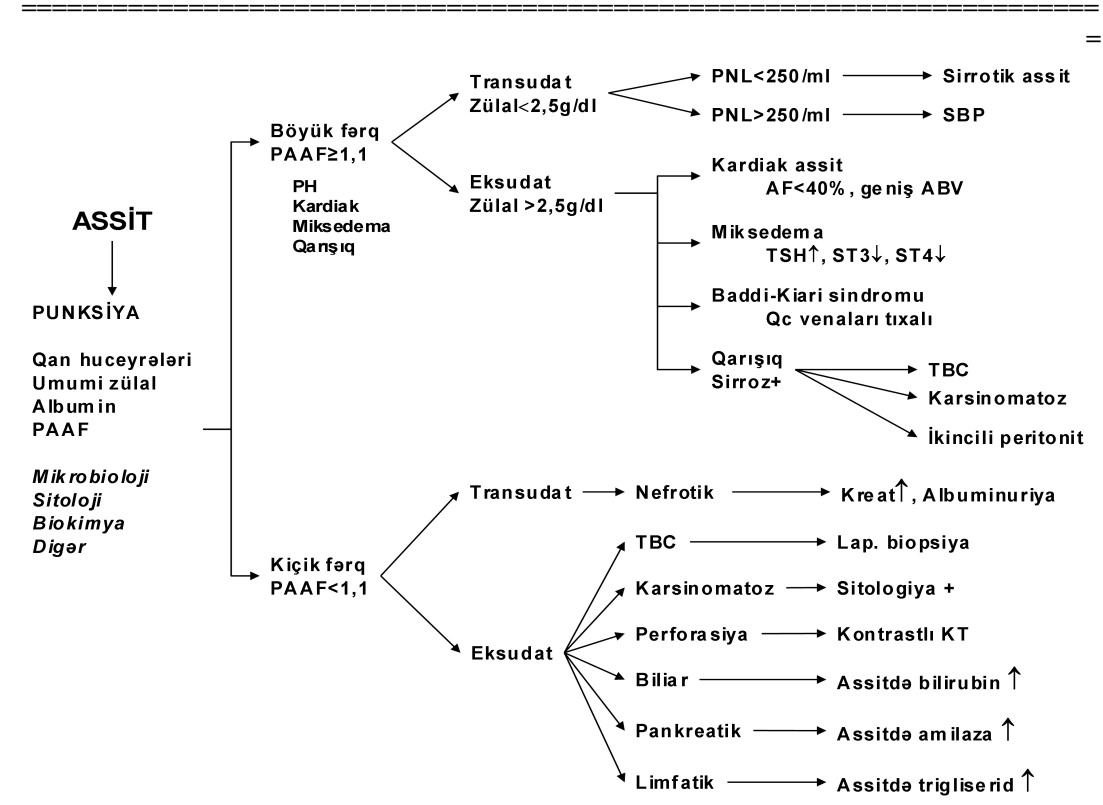 ASSİT
PUNKSİYA
Qan huceyrələri
Umumi zülal
Albumin
PAAF
Mikrobioloji
Sitoloji
Biokimya
Digər
Böyük fərq
PAAF≥1,1
PH
Kardiak
Miksedema
Qarışıq
Transudat
Zülal<2,5g/dl
PNL<250/ml
Sirrotik assit
PNL>250/ml
SBP
Eksudat
Zülal >2,5g/dl
Kardiak assit
AF<40%, geniş ABV
Miksedema
TSH↑, ST3↓, ST4↓
Baddi-Kiari sindromu
Qc venaları tıxalı
Qarışıq
Sirroz+
TBC
Karsinomatoz
İkincili peritonit
Kiçik fərq
PAAF<1,1
Transudat
Nefrotik
Kreat↑, Albuminuriya
Eksudat
TBC
Lap. biopsiya
Karsinomatoz
Sitologiya +
Perforasiya
Kontrastlı KT
Biliar
Assitdə bilirubin ↑
Pankreatik
Assitdə amilaza ↑
Limfatik
Assitdə trigliserid ↑